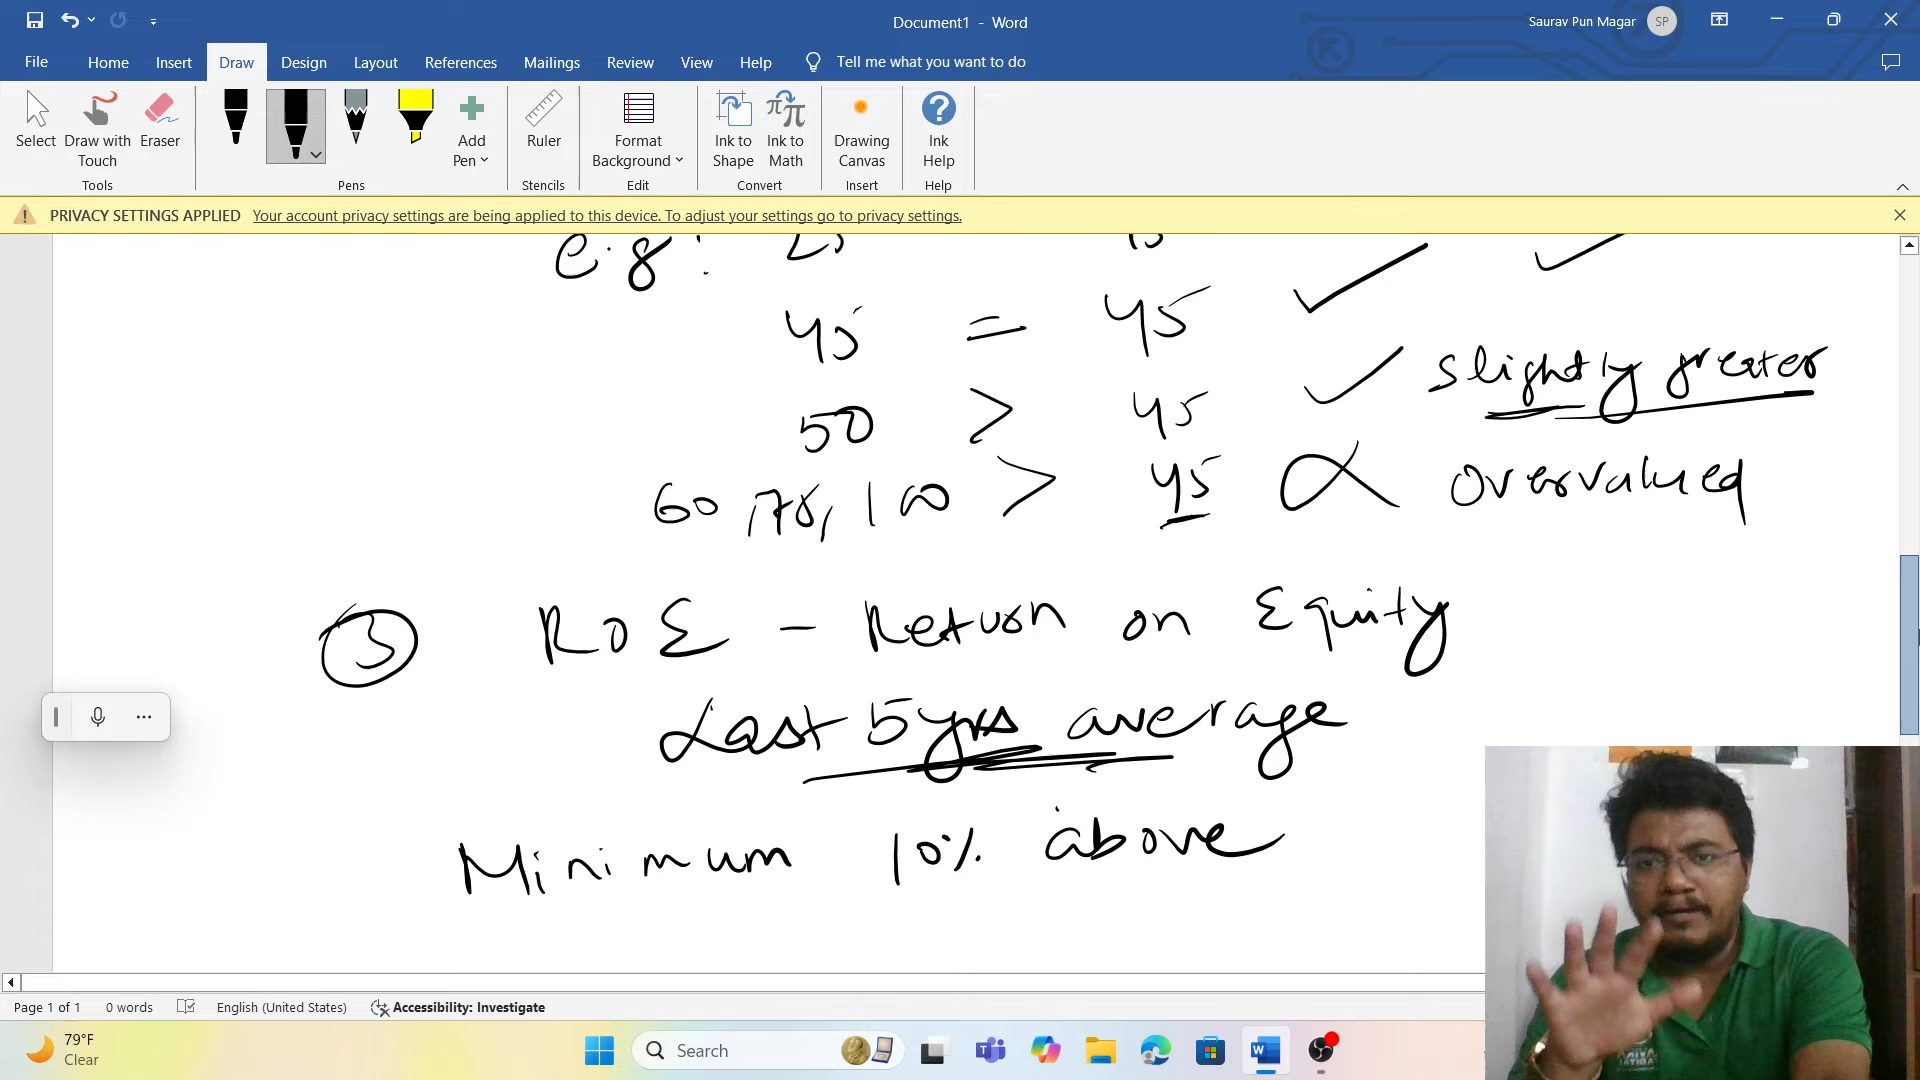 Document1 - Word
Saurav Pun Magar SP
File Home Insert Draw Design Layout References Mailings Review View Help Tell me what you want to do
Select
Draw with Touch
Eraser
Add Pen
Ruler
Format Background
Ink to Shape
Ink to Math
Drawing Canvas
Ink Help
Tools Pens Stencils Edit Convert Insert Help
PRIVACY SETTINGS APPLIED Your account privacy settings are being applied to this device. To adjust your settings go to privacy settings.
e.g:
45 = 45
50 > 45 slightly greater
60, 75, 100 > 45 overvalued
3 ROE - Return on Equity
Last 5yrs average
Minimum 10% above
Page 1 of 1 0 words English (United States) Accessibility: Investigate
79°F
Clear
Search